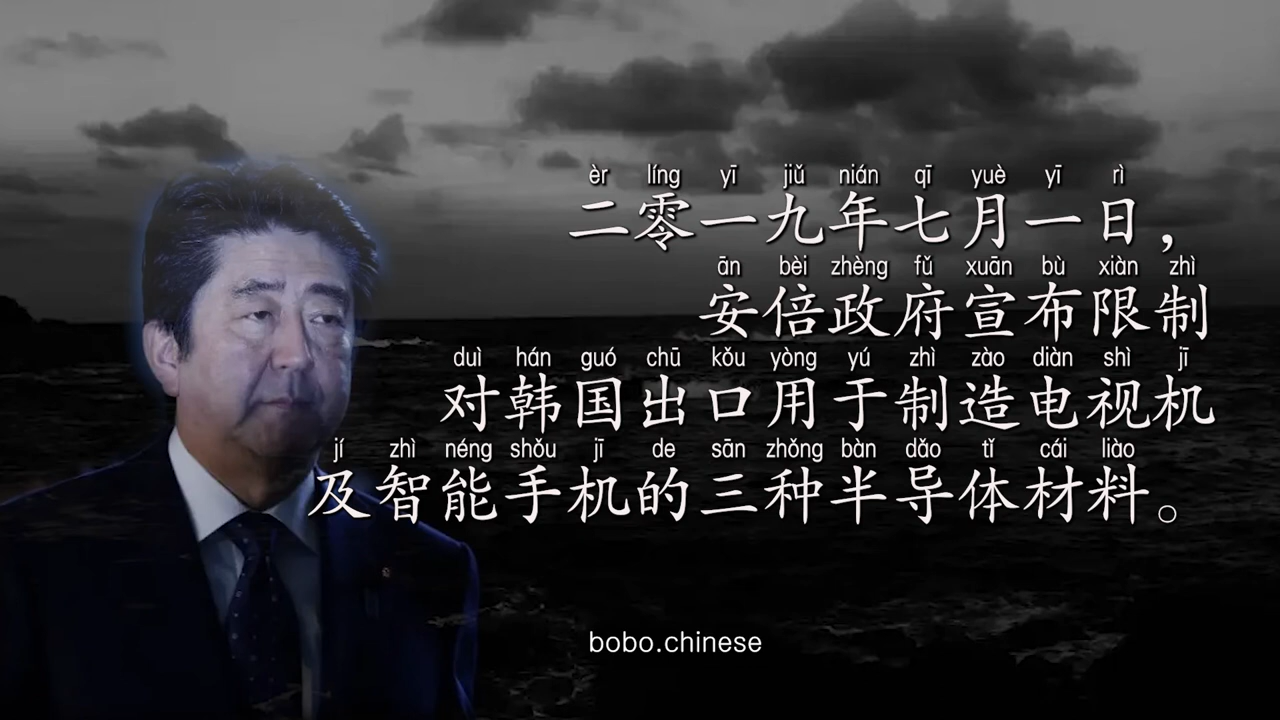 èr líng yī jiǔ nián qī yuè yī rì
二零一九年七月一日，
ān bèi zhèng fǔ xuān bù xiàn zhì
安倍政府宣布限制
duì hán guó chū kǒu yòng yú zhì zào diàn shì jī
对韩国出口用于制造电视机
jí zhì néng shǒu jī de sān zhǒng bàn dǎo tǐ cái liào
及智能手机的三种半导体材料。
bobo.chinese